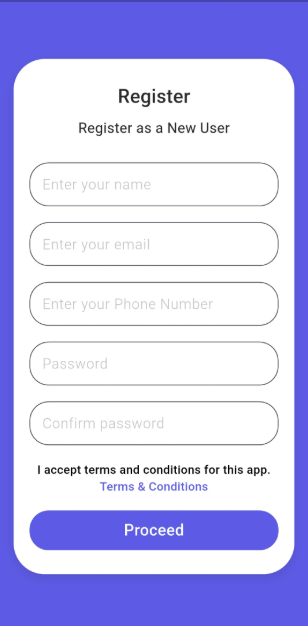 Register
Register as a New User
Enter your name
Enter your email
Enter your Phone Number
Password
Confirm password
I accept terms and conditions for this app.
Terms & Conditions
Proceed